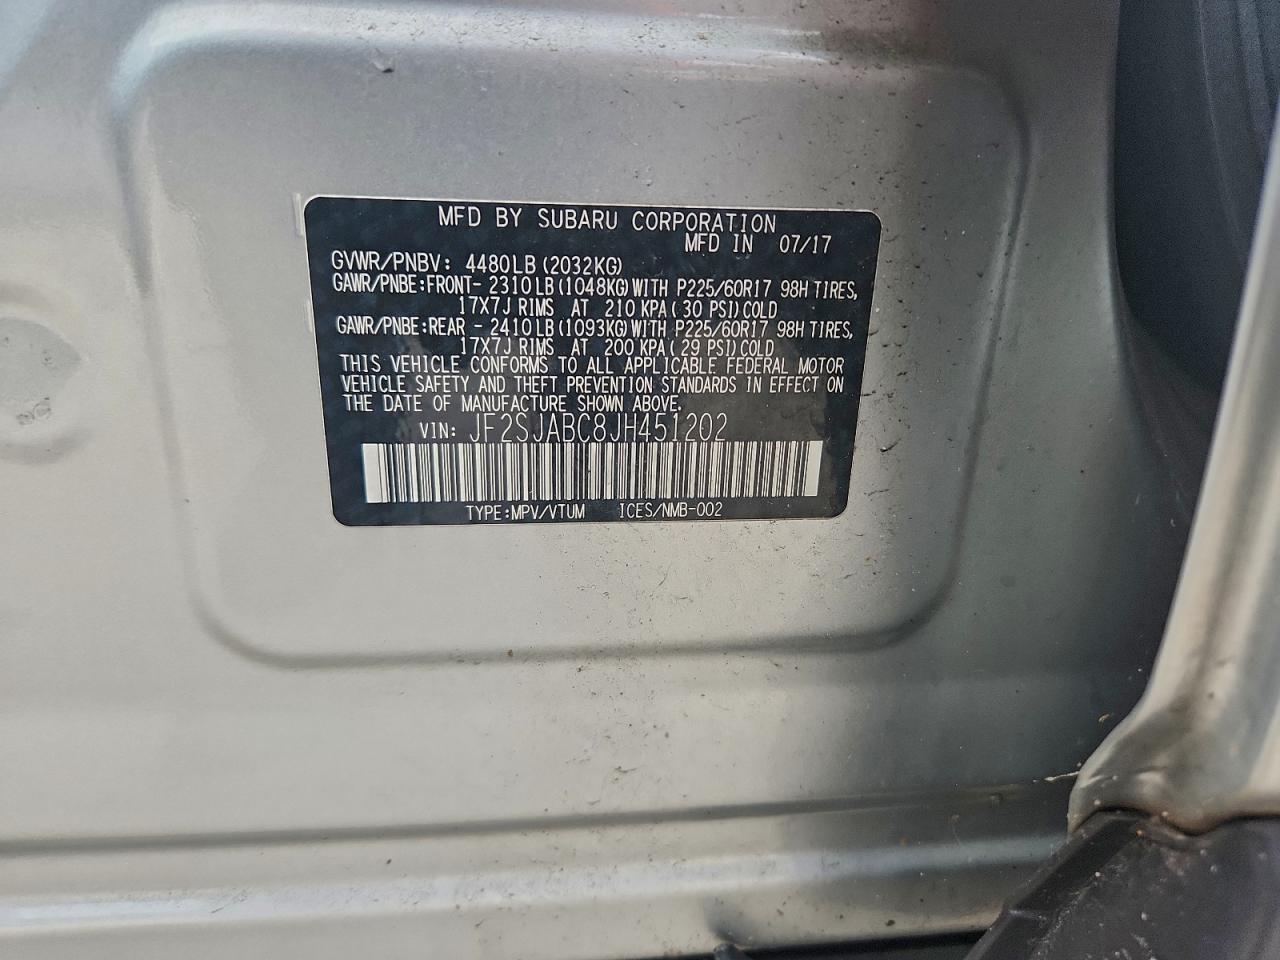 MFD BY SUBARU CORPORATION
MFD IN 07/17
GVWR/PNBV: 4480LB (2032KG)
GAWR/PNBE:FRONT- 2310LB (1048KG) WITH P225/60R17 98H TIRES,
17X7J RIMS AT 210 KPA ( 30 PSI) COLD
GAWR/PNBE:REAR - 2410LB (1093KG) WITH P225/60R17 98H TIRES,
17X7J RIMS AT 200 KPA ( 29 PSI) COLD
THIS VEHICLE CONFORMS TO ALL APPLICABLE FEDERAL MOTOR
VEHICLE SAFETY AND THEFT PREVENTION STANDARDS IN EFFECT ON
THE DATE OF MANUFACTURE SHOWN ABOVE.
VIN: JF2SJABC8JH451202
TYPE:MPV/VTUM ICES/NMB-002